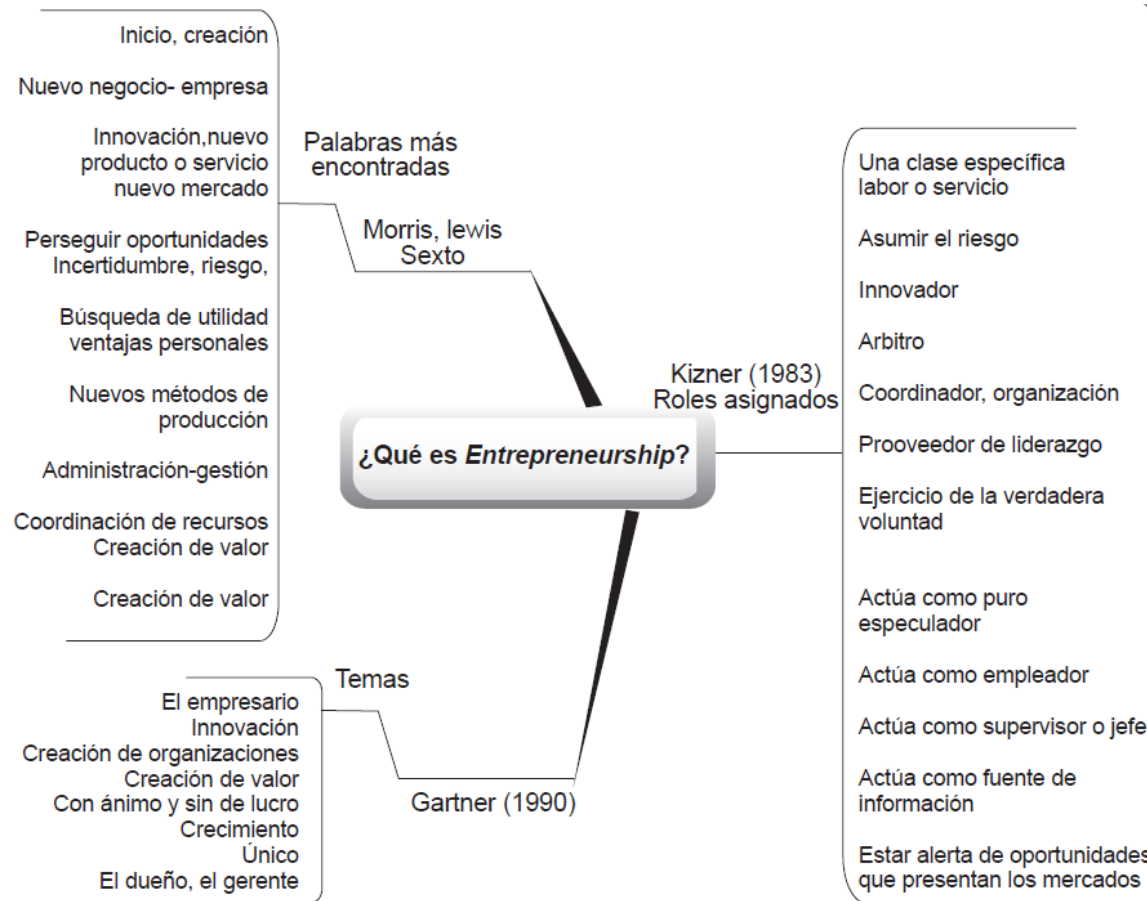 Inicio, creación
Nuevo negocio- empresa
Innovación,nuevo
producto o servicio
nuevo mercado
Perseguir oportunidades
Incertidumbre, riesgo,
Búsqueda de utilidad
ventajas personales
Nuevos métodos de
producción
Administración-gestión
Coordinación de recursos
Creación de valor
Creación de valor
Palabras más
encontradas
Morris, lewis
Sexto
¿Qué es Entrepreneurship?
Kizner (1983)
Roles asignados
Una clase específica
labor o servicio
Asumir el riesgo
Innovador
Arbitro
Coordinador, organización
Prooveedor de liderazgo
Ejercicio de la verdadera
voluntad
Actúa como puro
especulador
Actúa como empleador
Actúa como supervisor o jefe
Actúa como fuente de
información
Estar alerta de oportunidades
que presentan los mercados
Temas
Gartner (1990)
El empresario
Innovación
Creación de organizaciones
Creación de valor
Con ánimo y sin de lucro
Crecimiento
Único
El dueño, el gerente